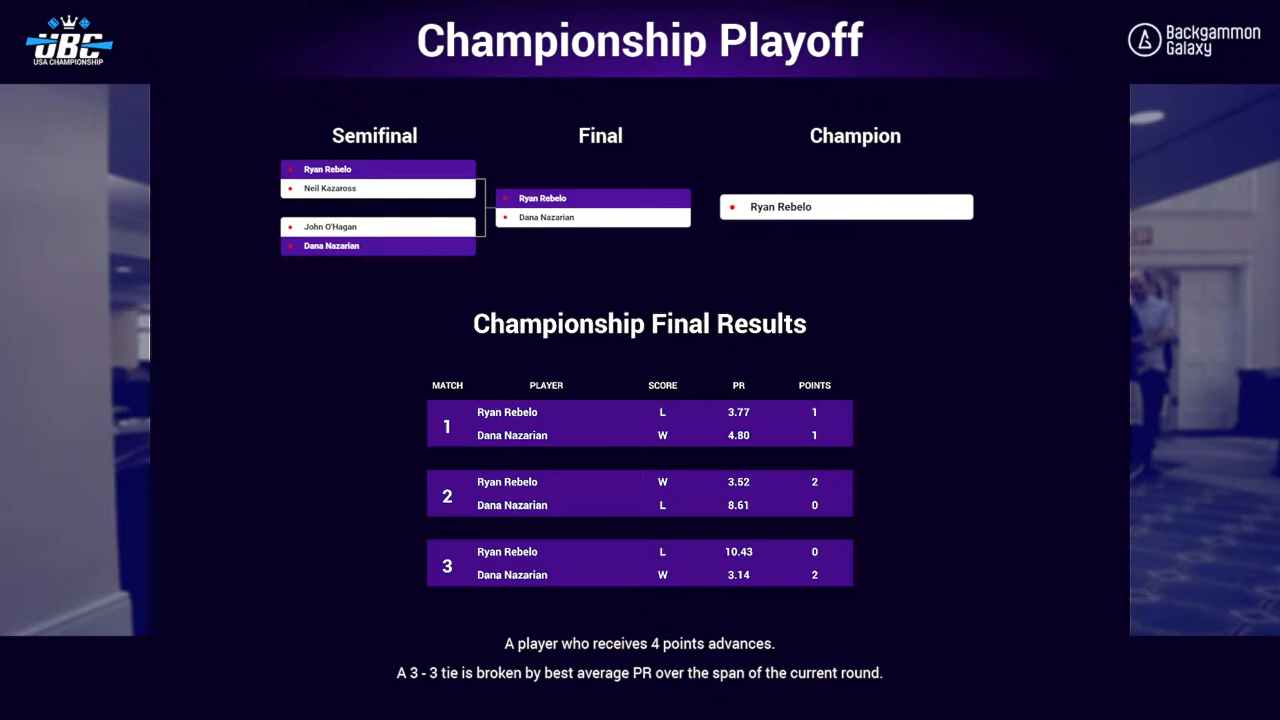 UBC
USA CHAMPIONSHIP
Championship Playoff
Backgammon
Galaxy
Semifinal
Final
Champion
Ryan Rebelo
Neil Kazaross
John O'Hagan
Dana Nazarian
Ryan Rebelo
Dana Nazarian
Ryan Rebelo
Championship Final Results
MATCH PLAYER SCORE PR POINTS
1
Ryan Rebelo L 3.77 1
Dana Nazarian W 4.80 1
2
Ryan Rebelo W 3.52 2
Dana Nazarian L 8.61 0
3
Ryan Rebelo L 10.43 0
Dana Nazarian W 3.14 2
A player who receives 4 points advances.
A 3 - 3 tie is broken by best average PR over the span of the current round.